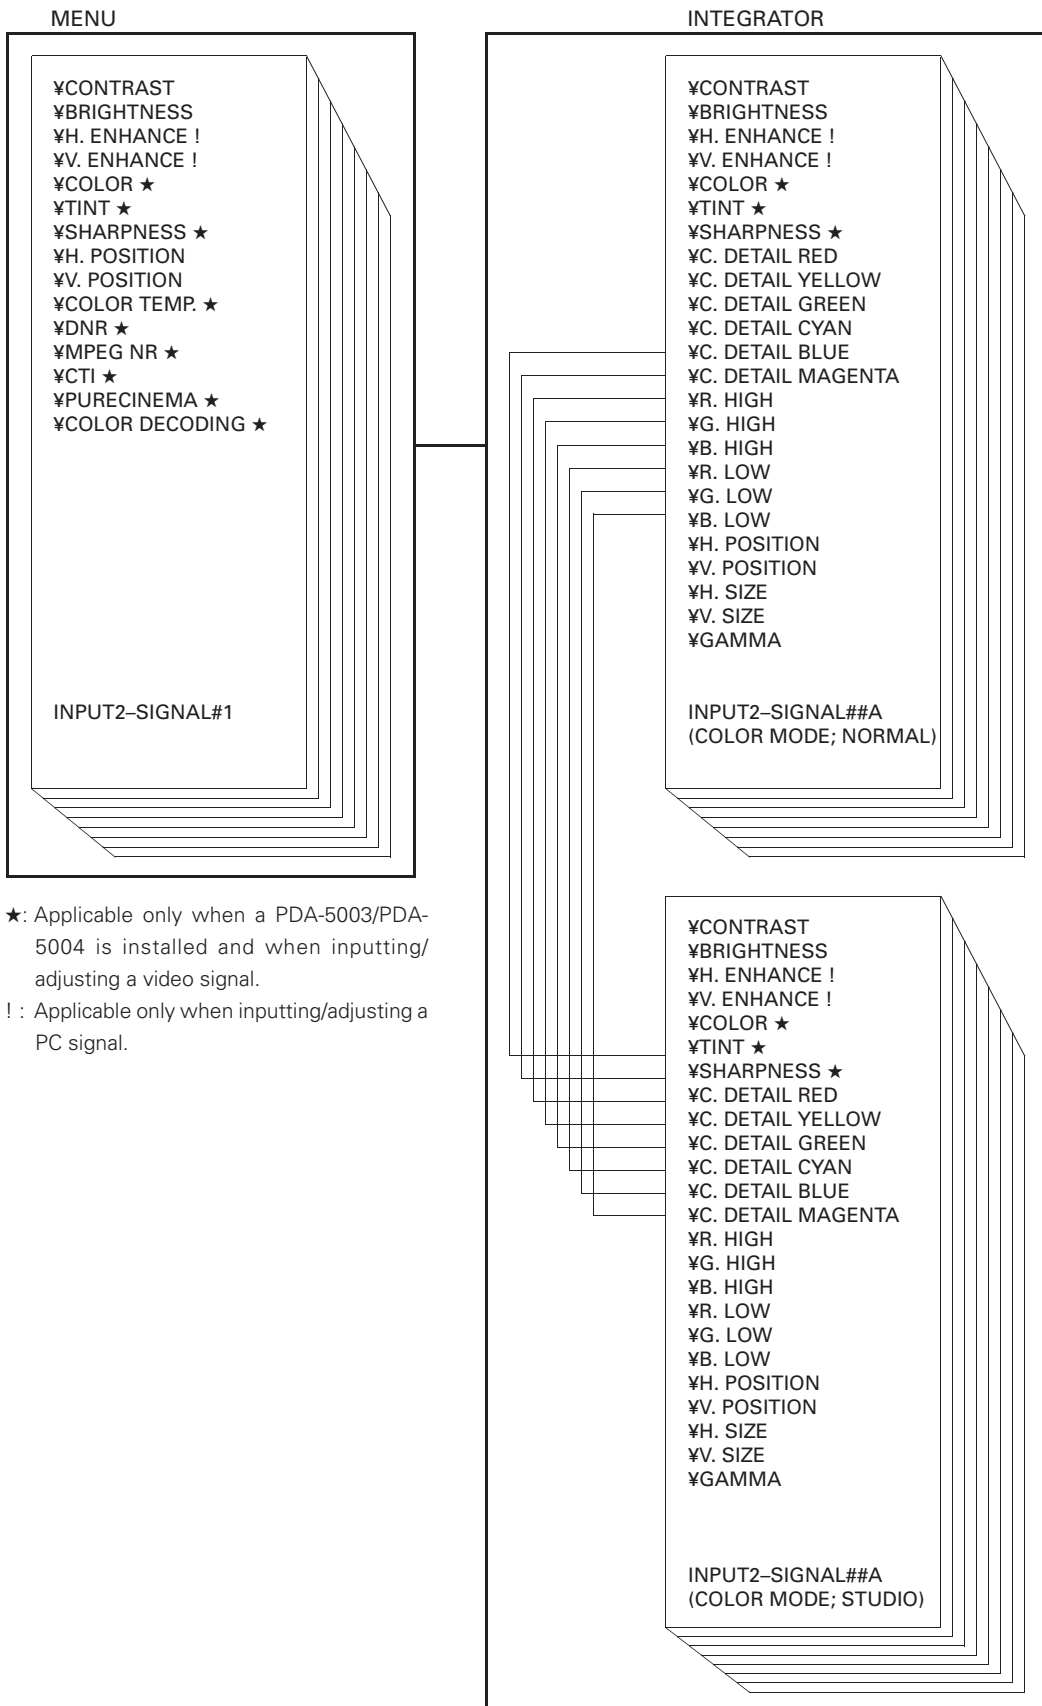 MENU
¥CONTRAST
¥BRIGHTNESS
¥H. ENHANCE !
¥V. ENHANCE !
¥COLOR ★
¥TINT ★
¥SHARPNESS ★
¥H. POSITION
¥V. POSITION
¥COLOR TEMP. ★
¥DNR ★
¥MPEG NR ★
¥CTI ★
¥PURECINEMA ★
¥COLOR DECODING ★
INPUT2–SIGNAL#1
★: Applicable only when a PDA-5003/PDA-
5004 is installed and when inputting/
adjusting a video signal.
! : Applicable only when inputting/adjusting a
PC signal.
INTEGRATOR
¥CONTRAST
¥BRIGHTNESS
¥H. ENHANCE !
¥V. ENHANCE !
¥COLOR ★
¥TINT ★
¥SHARPNESS ★
¥C. DETAIL RED
¥C. DETAIL YELLOW
¥C. DETAIL GREEN
¥C. DETAIL CYAN
¥C. DETAIL BLUE
¥C. DETAIL MAGENTA
¥R. HIGH
¥G. HIGH
¥B. HIGH
¥R. LOW
¥G. LOW
¥B. LOW
¥H. POSITION
¥V. POSITION
¥H. SIZE
¥V. SIZE
¥GAMMA
INPUT2–SIGNAL##A
(COLOR MODE; NORMAL)
¥CONTRAST
¥BRIGHTNESS
¥H. ENHANCE !
¥V. ENHANCE !
¥COLOR ★
¥TINT ★
¥SHARPNESS ★
¥C. DETAIL RED
¥C. DETAIL YELLOW
¥C. DETAIL GREEN
¥C. DETAIL CYAN
¥C. DETAIL BLUE
¥C. DETAIL MAGENTA
¥R. HIGH
¥G. HIGH
¥B. HIGH
¥R. LOW
¥G. LOW
¥B. LOW
¥H. POSITION
¥V. POSITION
¥H. SIZE
¥V. SIZE
¥GAMMA
INPUT2–SIGNAL##A
(COLOR MODE; STUDIO)